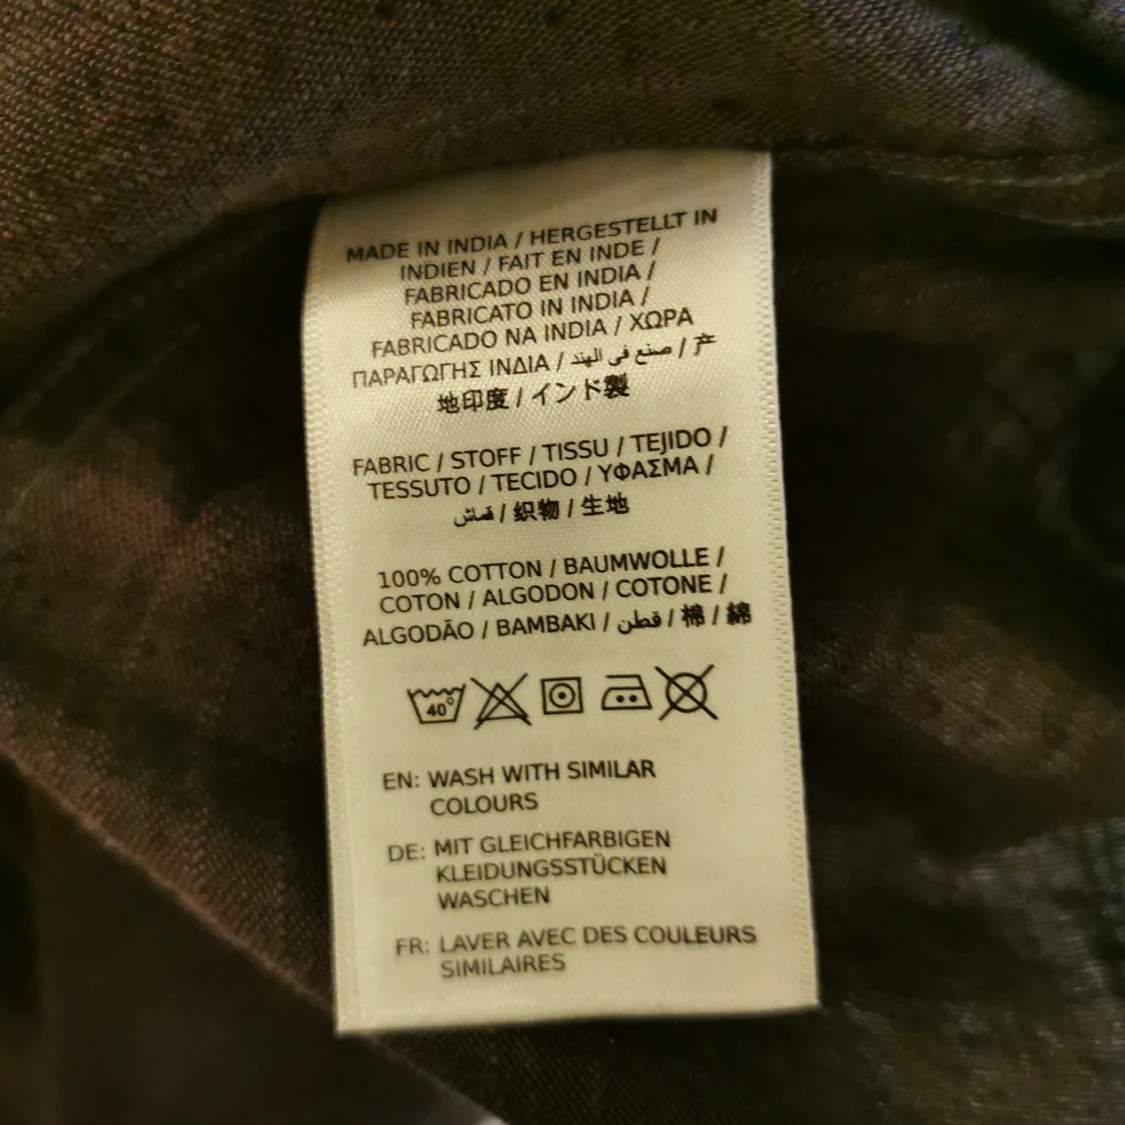 MADE IN INDIA / HERGESTELLT IN
INDIEN / FAIT EN INDE /
FABRICADO EN INDIA /
FABRICATO IN INDIA /
FABRICADO NA INDIA / ΧΩΡΑ
ΠΑΡΑΓΩΓΗΣ ΙΝΔΙΑ / صنع في الهند / 产
地印度 / インド製
FABRIC / STOFF / TISSU / TEJIDO /
TESSUTO / TECIDO / ΥΦΑΣΜΑ /
قماش / 织物 / 生地
100% COTTON / BAUMWOLLE /
COTON / ALGODON / COTONE /
ALGODÃO / BAMBAKI / قطن / 棉 / 綿
40°
EN: WASH WITH SIMILAR
COLOURS
DE: MIT GLEICHFARBIGEN
KLEIDUNGSSTÜCKEN
WASCHEN
FR: LAVER AVEC DES COULEURS
SIMILAIRES